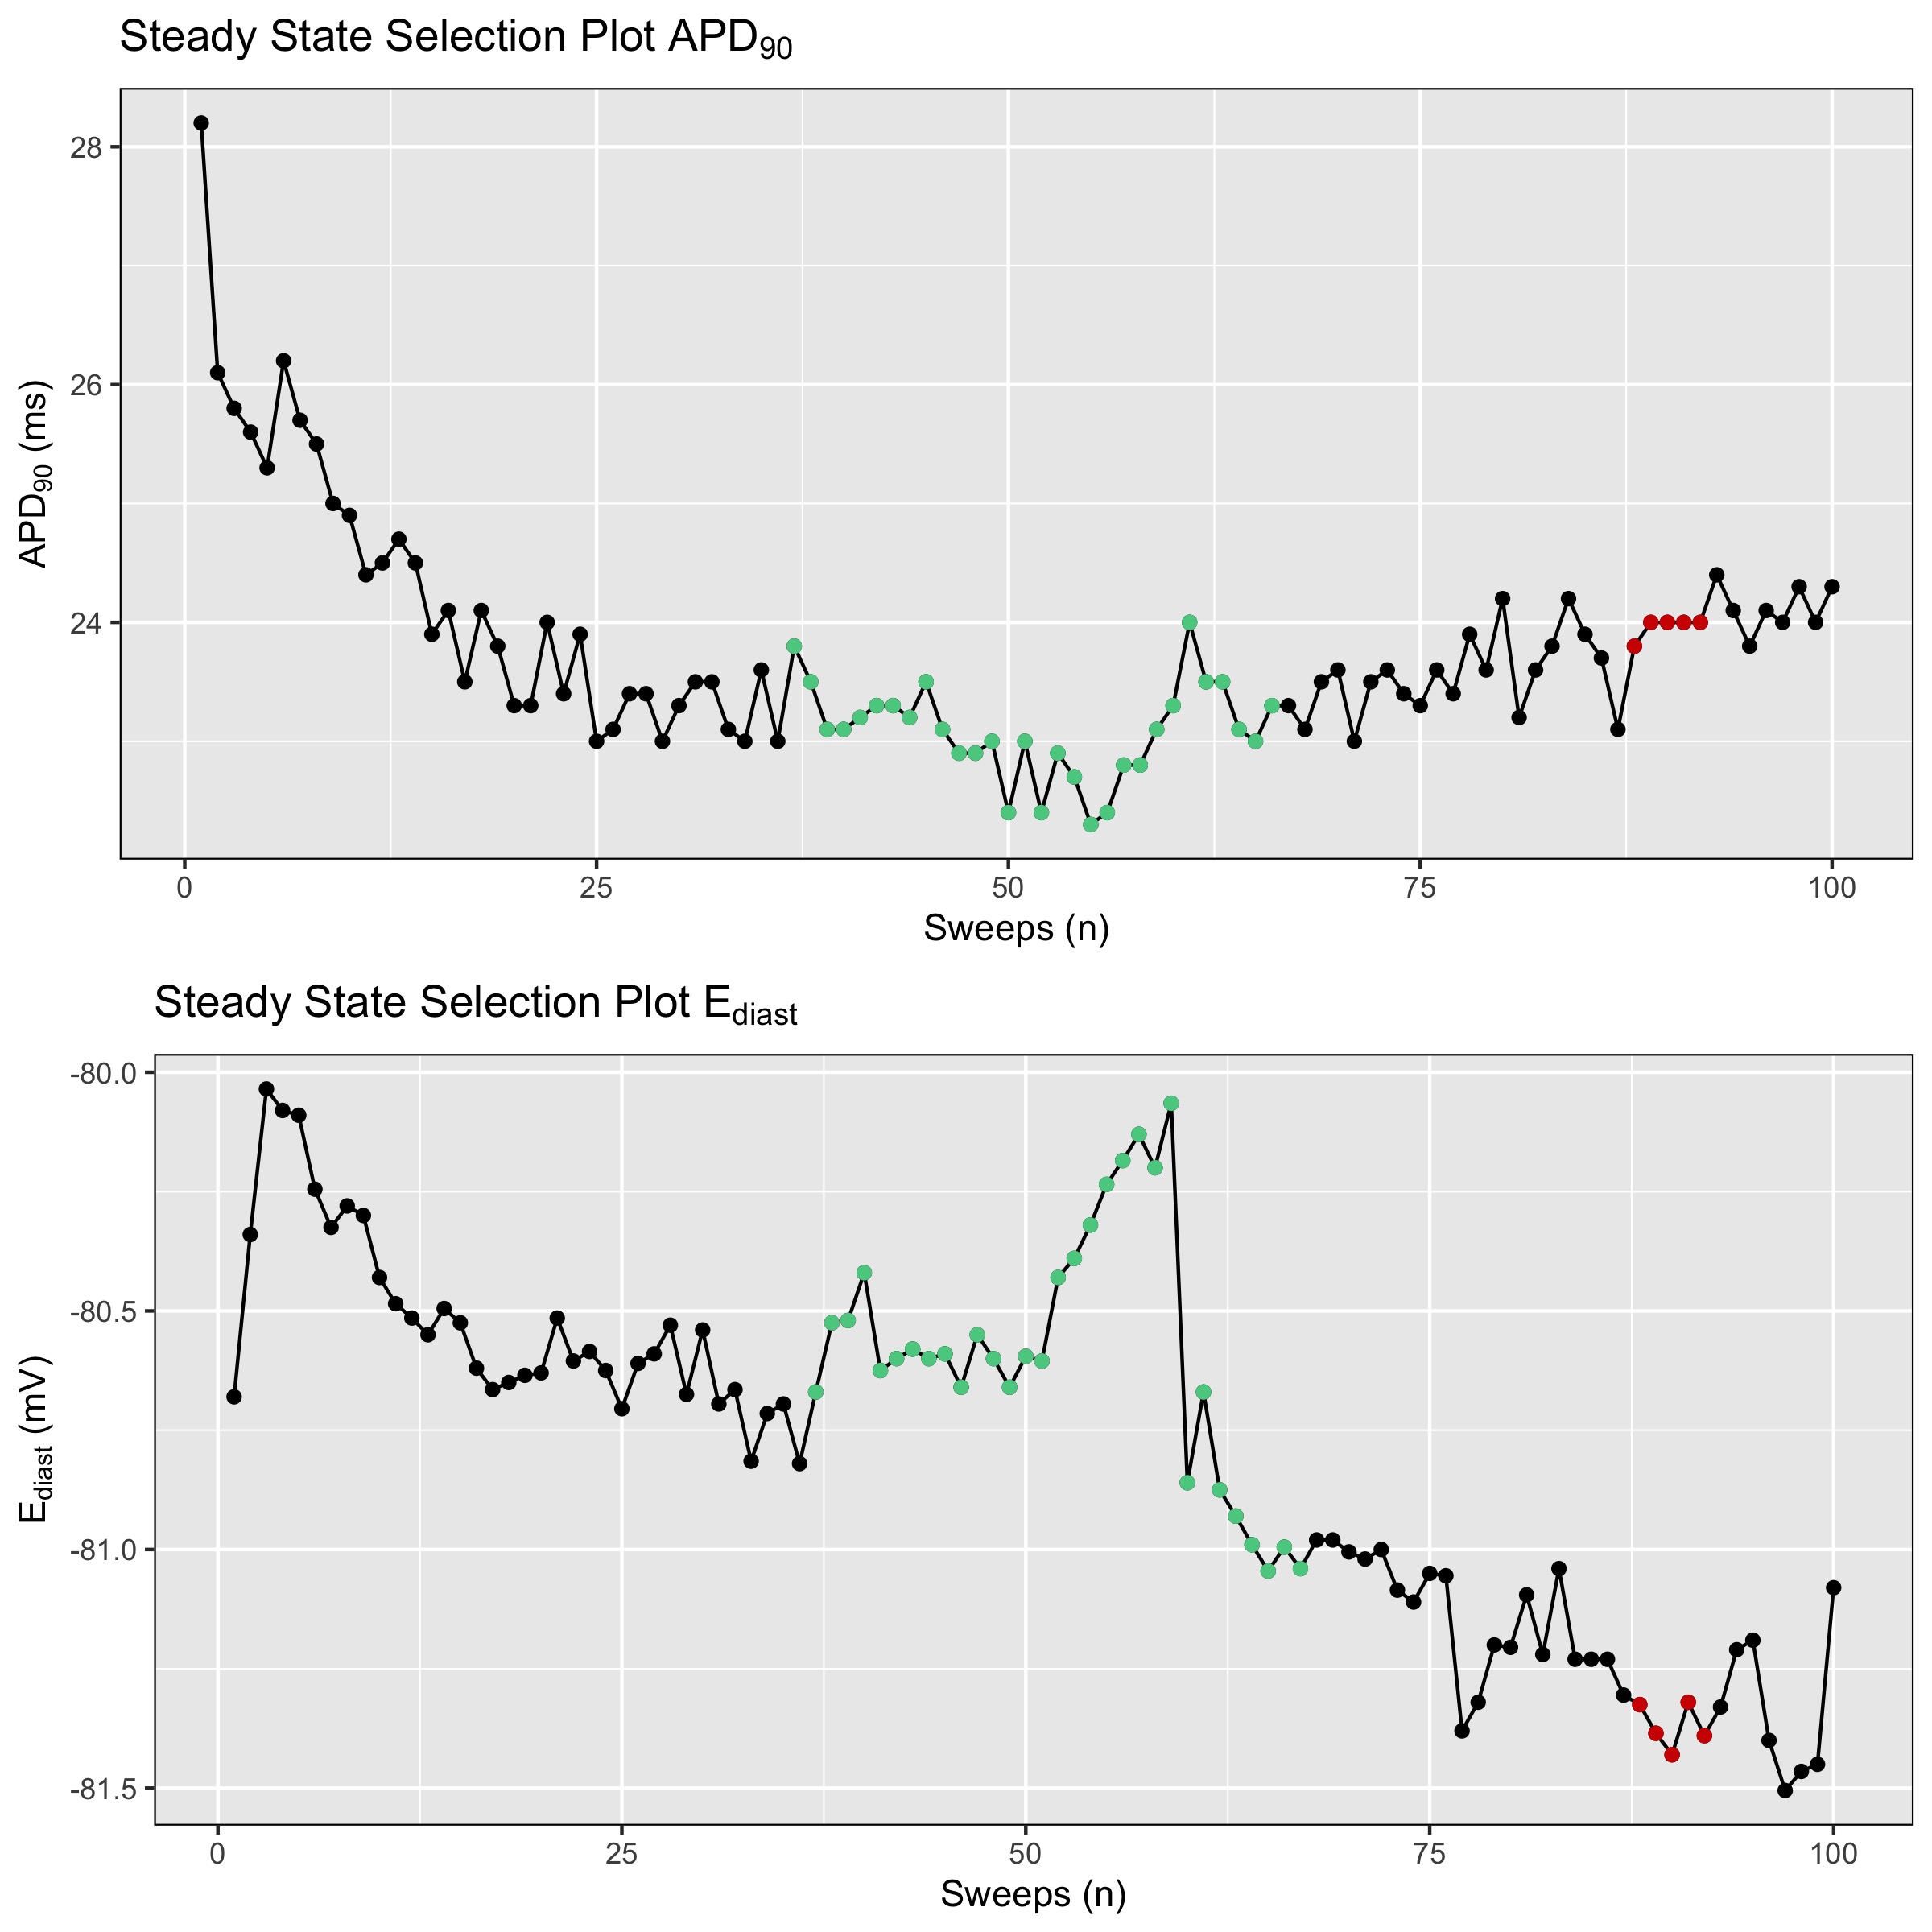 Steady State Selection Plot APD90
APD90 (ms)
28
26
24
0 25 50 75 100
Sweeps (n)
Steady State Selection Plot Ediast
Ediast (mV)
-80.0
-80.5
-81.0
-81.5
0 25 50 75 100
Sweeps (n)